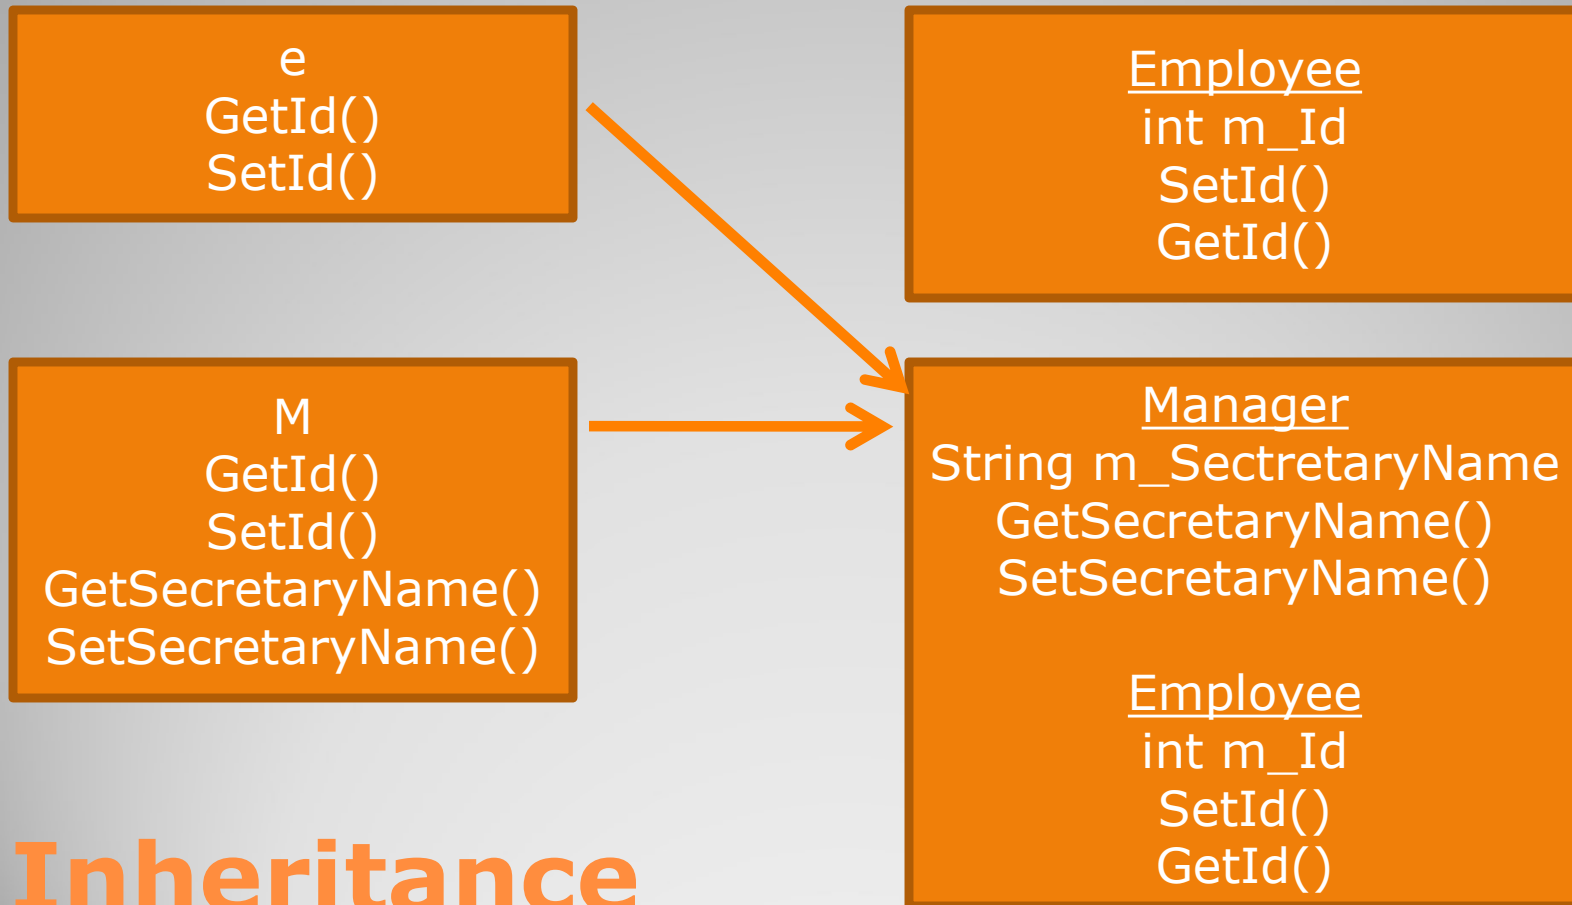 e
GetId()
SetId()
Employee
int m_Id
SetId()
GetId()
M
GetId()
SetId()
GetSecretaryName()
SetSecretaryName()
Manager
String m_SectretaryName
GetSecretaryName()
SetSecretaryName()
Employee
int m_Id
SetId()
GetId()
Inheritance